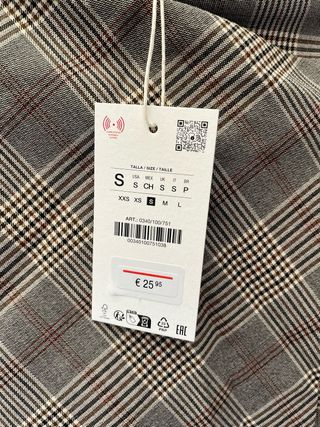 TALLA / SIZE / TAILLE
USA MEX UK IT BR
S S CH S S P
XXS XS S M L
ART.: 0340/100/751
00340100751038
€ 25 95
PAP
EAC